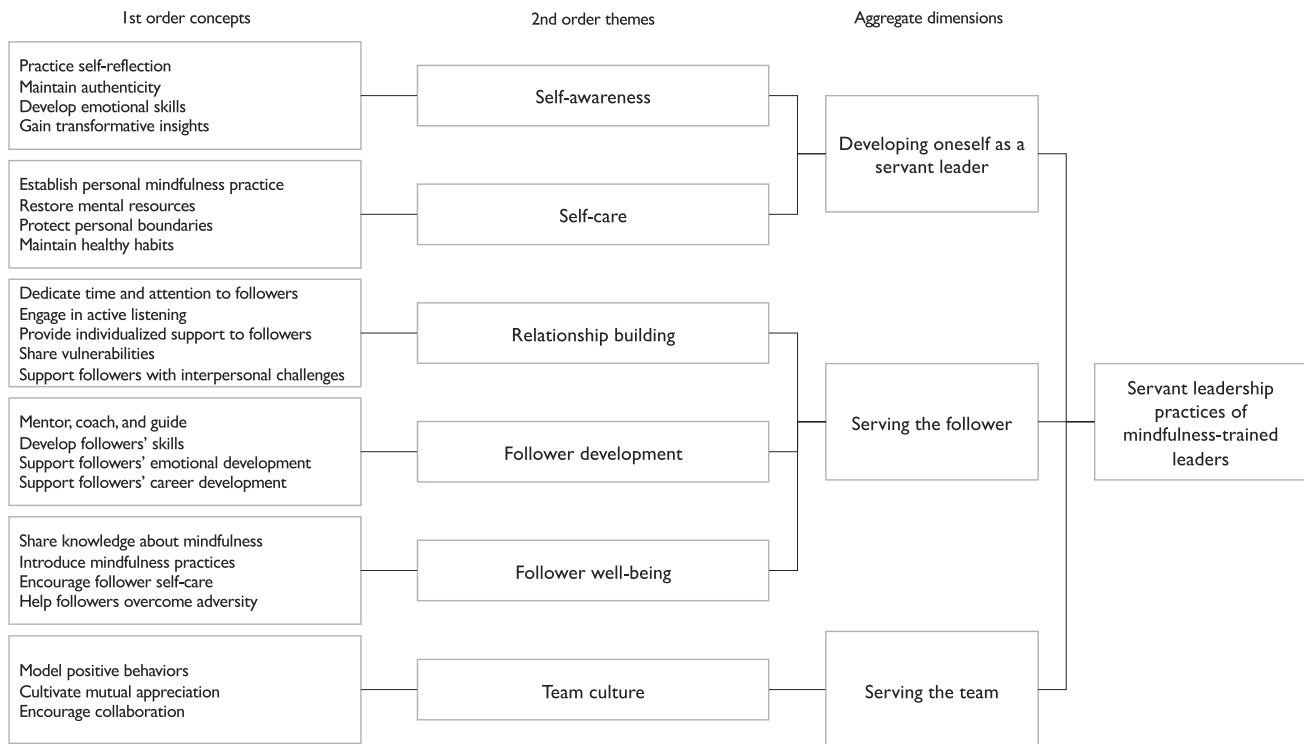 1st order concepts
2nd order themes
Aggregate dimensions
Practice self-reflection
Maintain authenticity
Develop emotional skills
Gain transformative insights
Self-awareness
Developing oneself as a
servant leader
Establish personal mindfulness practice
Restore mental resources
Protect personal boundaries
Maintain healthy habits
Self-care
Dedicate time and attention to followers
Engage in active listening
Provide individualized support to followers
Share vulnerabilities
Support followers with interpersonal challenges
Relationship building
Mentor, coach, and guide
Develop followers’ skills
Support followers’ emotional development
Support followers’ career development
Follower development
Serving the follower
Servant leadership
practices of
mindfulness-trained
leaders
Share knowledge about mindfulness
Introduce mindfulness practices
Encourage follower self-care
Help followers overcome adversity
Follower well-being
Model positive behaviors
Cultivate mutual appreciation
Encourage collaboration
Team culture
Serving the team